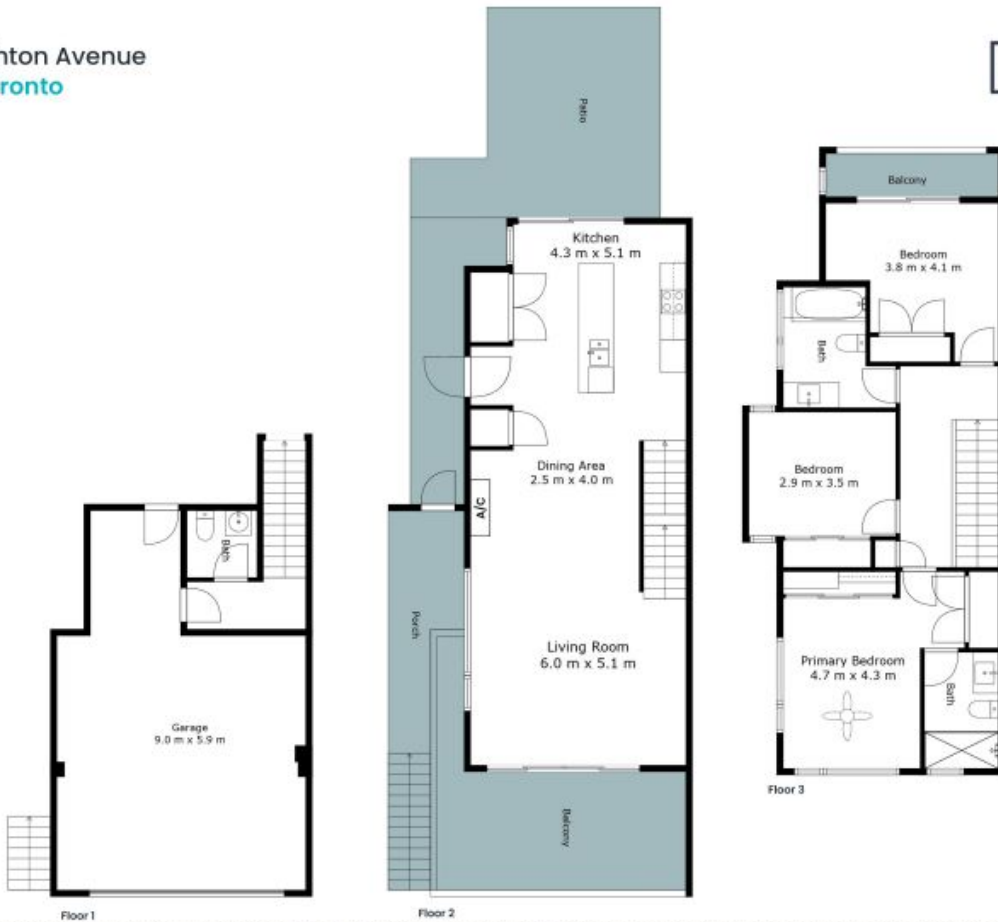 nton Avenue
ronto
Patio
Kitchen
4.3 m x 5.1 m
Dining Area
2.5 m x 4.0 m
A/C
Living Room
6.0 m x 5.1 m
Porch
Balcony
Floor 2
Bath
Garage
9.0 m x 5.9 m
Floor 1
Balcony
Bedroom
3.8 m x 4.1 m
Bath
Bedroom
2.9 m x 3.5 m
Primary Bedroom
4.7 m x 4.3 m
Bath
Floor 3